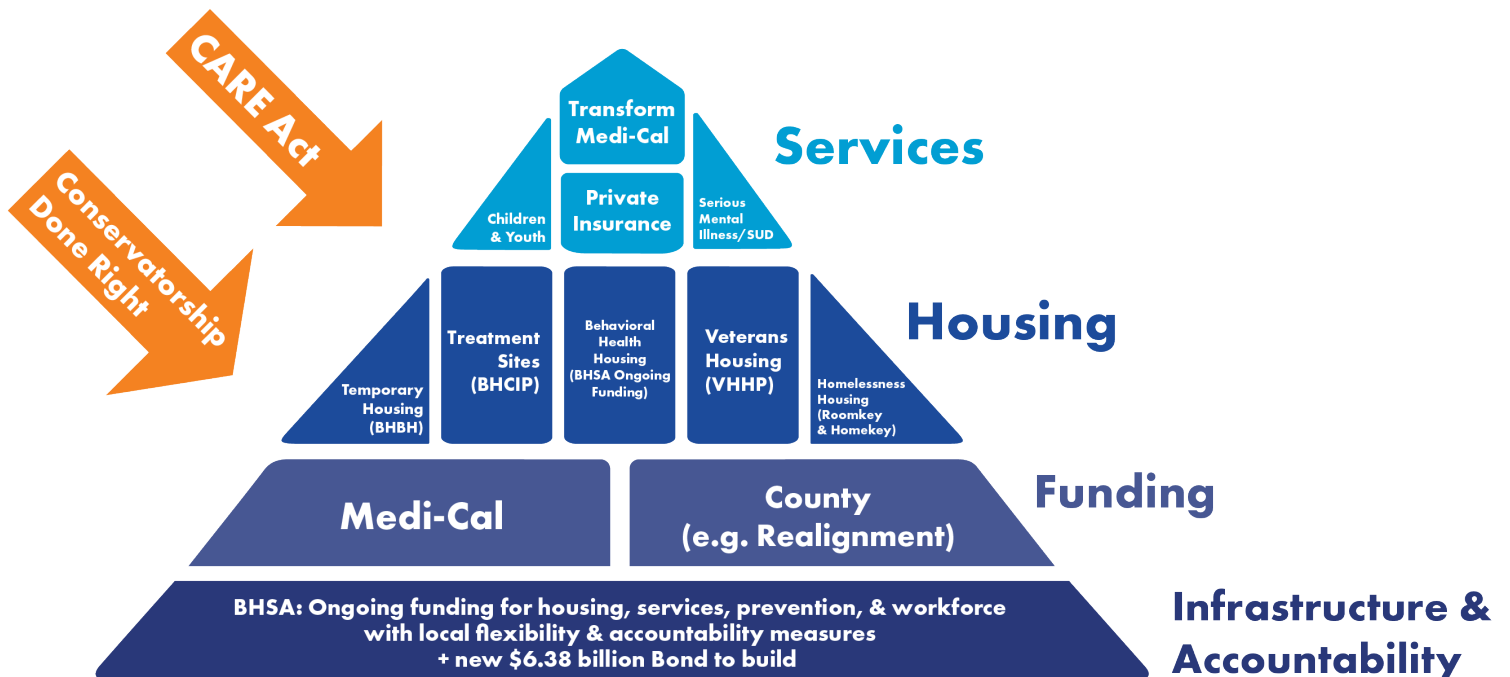 CARE Act
Conservatorship
Done Right
Transform
Medi-Cal
Private
Insurance
Children
& Youth
Serious
Mental
Illness/SUD
Services
Temporary
Housing
(BHBH)
Treatment
Sites
(BHCIP)
Behavioral
Health
Housing
(BHSA Ongoing
Funding)
Veterans
Housing
(VHHP)
Homelessness
Housing
(Roomkey
& Homekey)
Housing
Medi-Cal
County
(e.g. Realignment)
Funding
BHSA: Ongoing funding for housing, services, prevention, & workforce
with local flexibility & accountability measures
+ new $6.38 billion Bond to build
Infrastructure &
Accountability